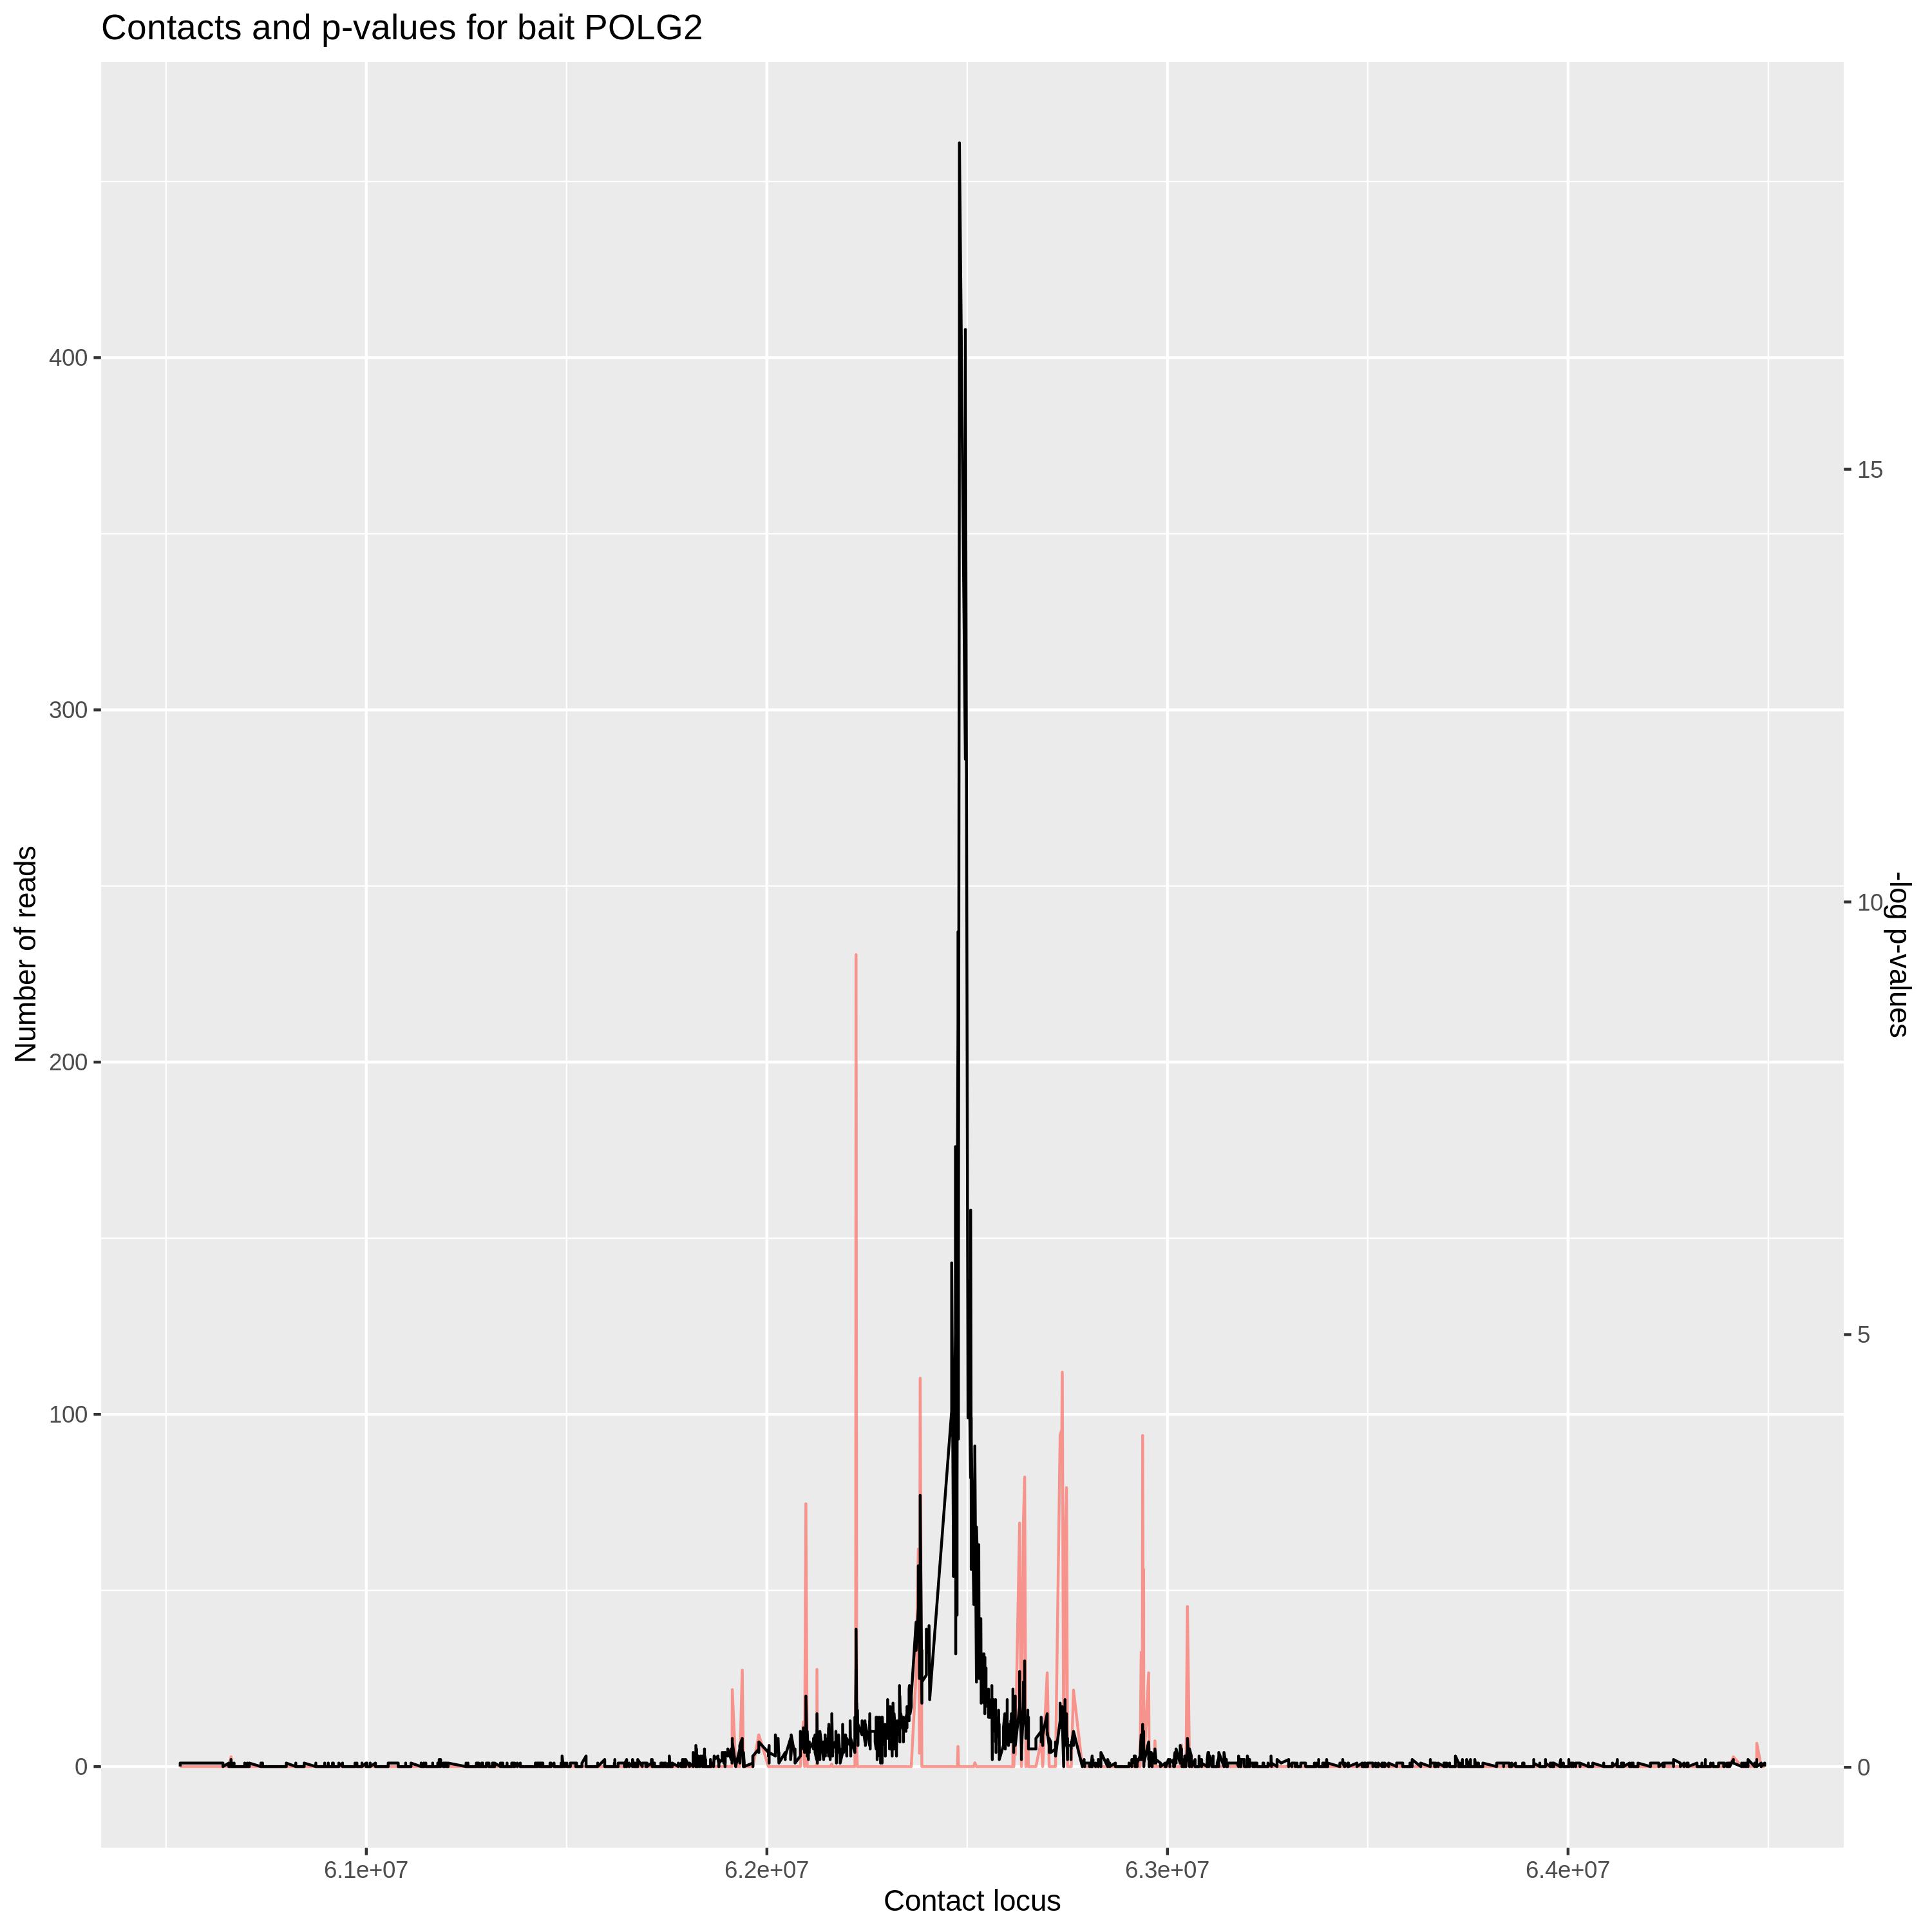 Contacts and p-values for bait POLG2
400
300
200
100
0
Number of reads
15
10
5
0
-log p-values
6.1e+07
6.2e+07
6.3e+07
6.4e+07
Contact locus